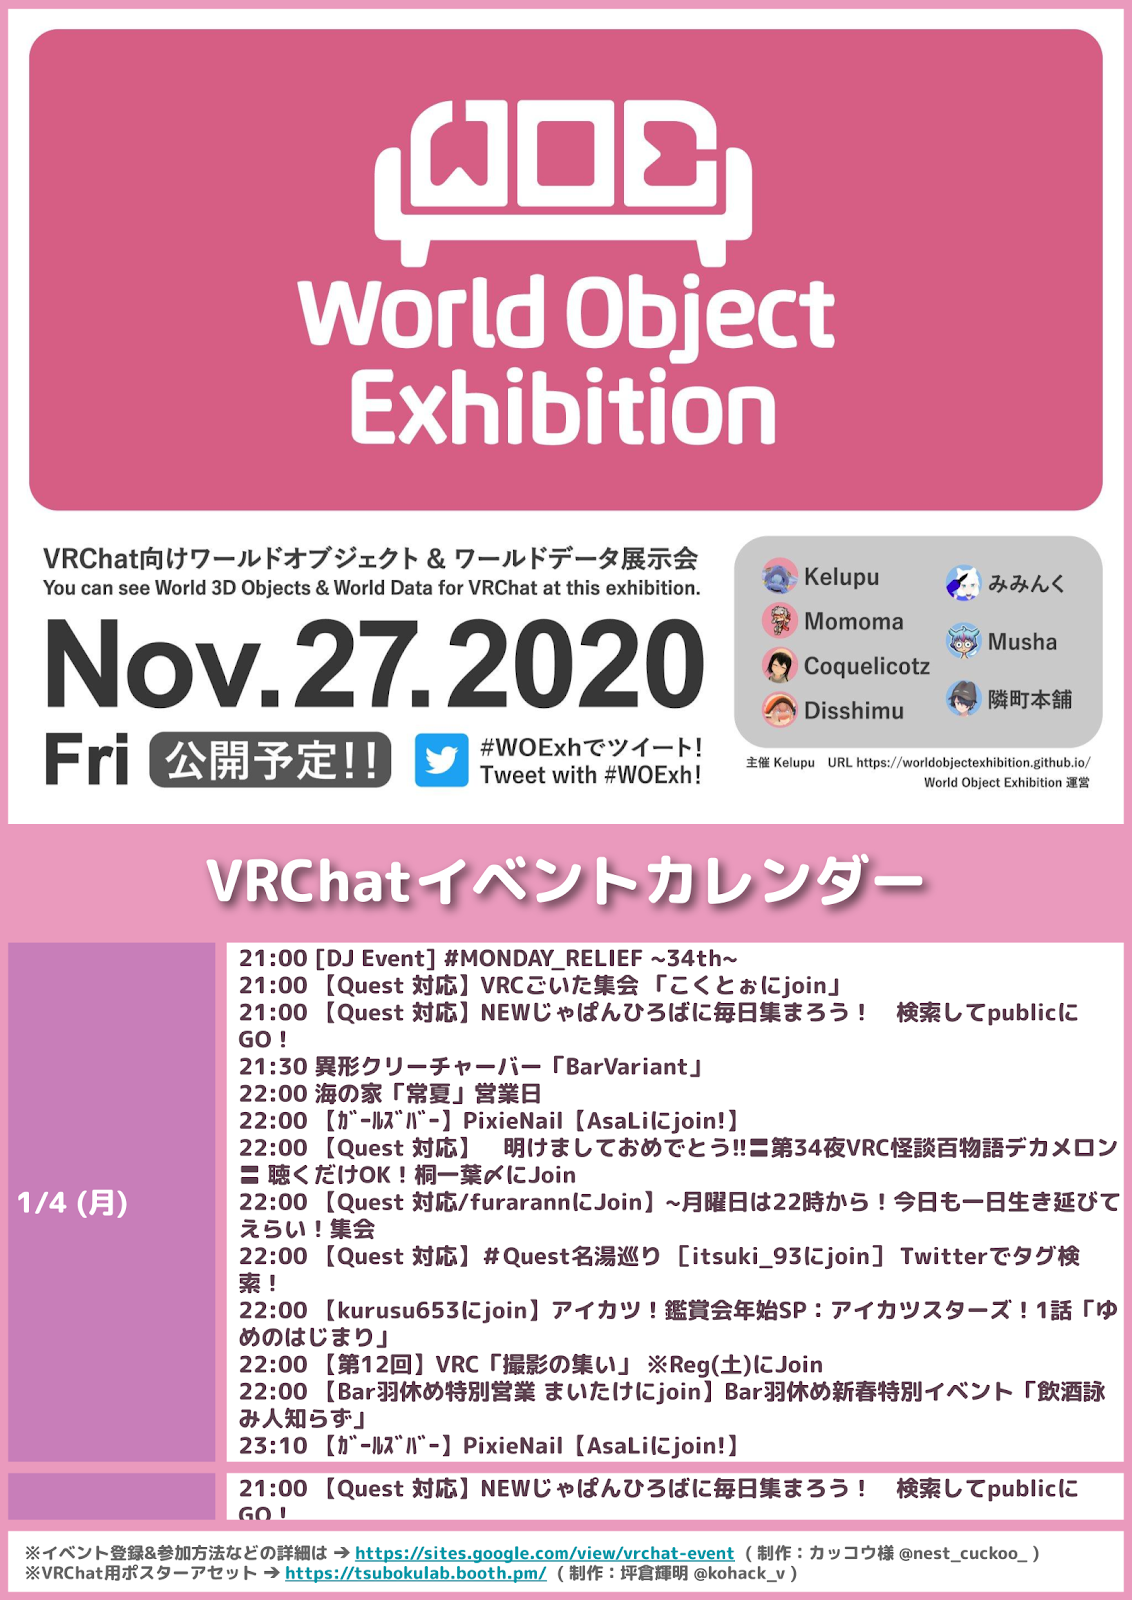 WOE
World Object
Exhibition
VRChat向けワールドオブジェクト & ワールドデータ展示会
You can see World 3D Objects & World Data for VRChat at this exhibition.
Nov.27.2020
Fri 公開予定!!
#WOExhでツイート!
Tweet with #WOExh!
Kelupu
Momoma
Coquelicotz
Disshimu
みみんく
Musha
隣町本舗
主催 Kelupu URL https://worldobjectexhibition.github.io/
World Object Exhibition 運営
VRChatイベントカレンダー
1/4 (月)
21:00 [DJ Event] #MONDAY_RELIEF ~34th~
21:00 【Quest 対応】VRCごいた集会 「こくとぉにjoin」
21:00 【Quest 対応】NEWじゃぱんひろばに毎日集まろう！　検索してpublicに
GO！
21:30 異形クリーチャーバー「BarVariant」
22:00 海の家「常夏」営業日
22:00 【ｶﾞｰﾙｽﾞﾊﾞｰ】PixieNail【AsaLiにjoin!】
22:00 【Quest 対応】　明けましておめでとう‼〓第34夜VRC怪談百物語デカメロン
〓 聴くだけOK！桐一葉〆にJoin
22:00 【Quest 対応/furarannにJoin】~月曜日は22時から！今日も一日生き延びて
えらい！集会
22:00 【Quest 対応】＃Quest名湯巡り ［itsuki_93にjoin］ Twitterでタグ検
索！
22:00 【kurusu653にjoin】アイカツ！鑑賞会年始SP：アイカツスターズ！1話「ゆ
めのはじまり」
22:00 【第12回】VRC「撮影の集い」 ※Reg(土)にJoin
22:00 【Bar羽休め特別営業 まいたけにjoin】Bar羽休め新春特別イベント「飲酒詠
み人知らず」
23:10 【ｶﾞｰﾙｽﾞﾊﾞｰ】PixieNail【AsaLiにjoin!】
21:00 【Quest 対応】NEWじゃぱんひろばに毎日集まろう！　検索してpublicに
GO！
※イベント登録&参加方法などの詳細は ➔ https://sites.google.com/view/vrchat-event ( 制作：カッコウ様 @nest_cuckoo_ )
※VRChat用ポスターアセット ➔ https://tsubokulab.booth.pm/ ( 制作：坪倉輝明 @kohack_v )